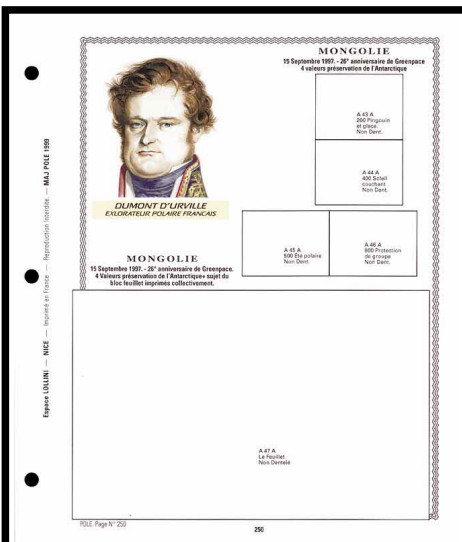 MONGOLIE
15 Septembre 1997. - 26° anniversaire de Greenpace
4 valeurs préservation de l'Antarctique
A 43 A
200 Pingouin
et glace.
Non Dent.
A 44 A
400 Soleil
couchant
Non Dent.
DUMONT D'URVILLE
EXLORATEUR POLAIRE FRANCAIS
A 45 A
500 Été polaire
Non Dent.
A 46 A
800 Protection
de groupe
Non Dent.
MONGOLIE
15 Septembre 1997. - 26° anniversaire de Greenpace.
4 Valeurs préservation de l'Antarctique+ sujet du
bloc feuillet imprimés collectivement.
A 47 A
Le Feuillet
Non Dentelé
Espace LOLLINI — NICE — Imprimé en France — Reproduction Interdite. — MAJ POLE 1999
POLE. Page N° 250
250